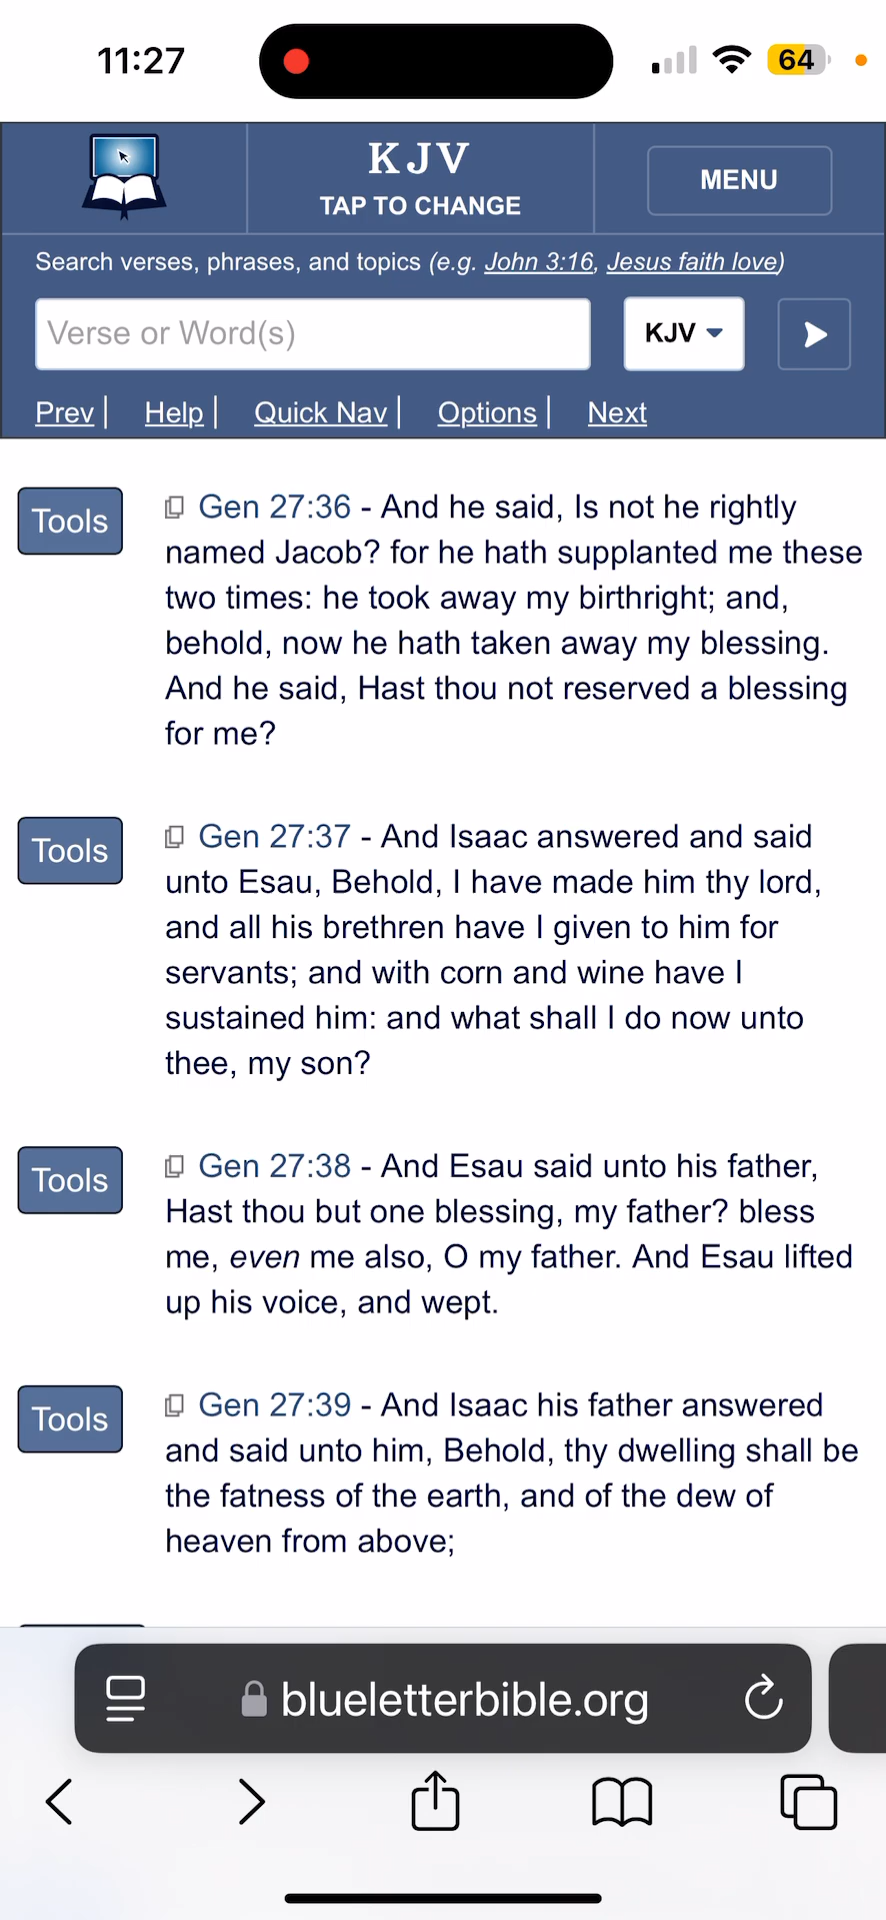 11:27
64
KJV
TAP TO CHANGE
MENU
Search verses, phrases, and topics (e.g. John 3:16, Jesus faith love)
Verse or Word(s)
KJV
Prev |
Help |
Quick Nav |
Options |
Next
Tools
Gen 27:36 - And he said, Is not he rightly
named Jacob? for he hath supplanted me these
two times: he took away my birthright; and,
behold, now he hath taken away my blessing.
And he said, Hast thou not reserved a blessing
for me?
Tools
Gen 27:37 - And Isaac answered and said
unto Esau, Behold, I have made him thy lord,
and all his brethren have I given to him for
servants; and with corn and wine have I
sustained him: and what shall I do now unto
thee, my son?
Tools
Gen 27:38 - And Esau said unto his father,
Hast thou but one blessing, my father? bless
me, even me also, O my father. And Esau lifted
up his voice, and wept.
Tools
Gen 27:39 - And Isaac his father answered
and said unto him, Behold, thy dwelling shall be
the fatness of the earth, and of the dew of
heaven from above;
blueletterbible.org